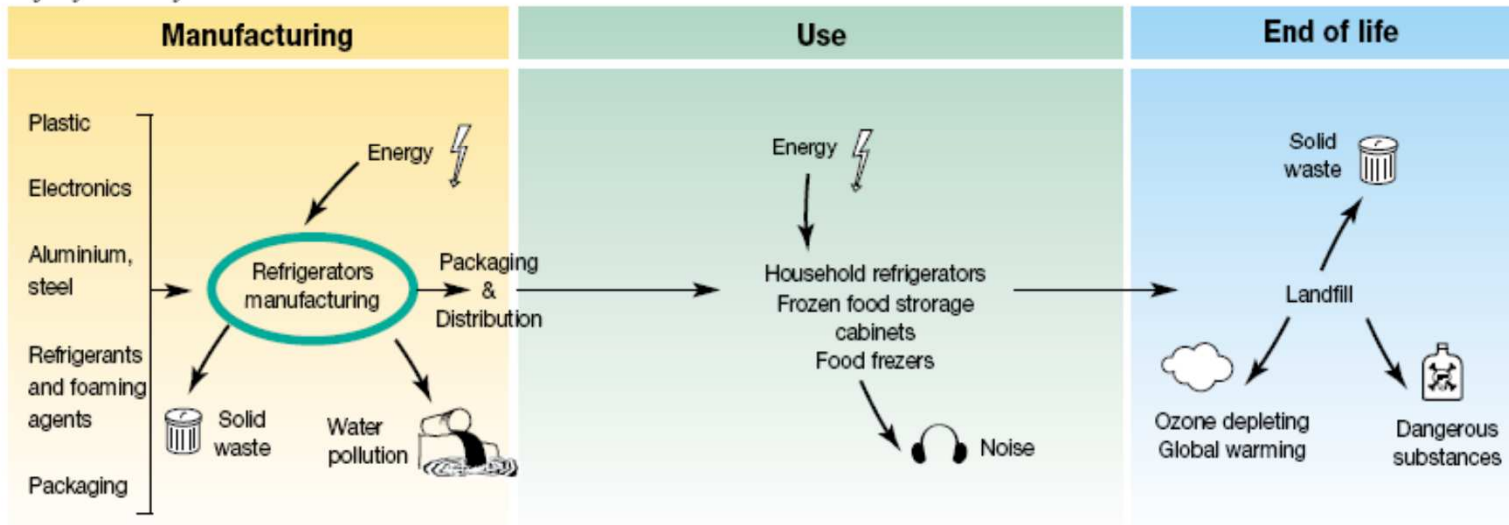 Manufacturing
Use
End of life
Plastic
Electronics
Aluminium,
steel
Refrigerants
and foaming
agents
Packaging
Energy
Refrigerators
manufacturing
Packaging
&
Distribution
Solid
waste
Water
pollution
Energy
Household refrigerators
Frozen food strorage
cabinets
Food frezers
Noise
Solid
waste
Landfill
Ozone depleting
Global warming
Dangerous
substances